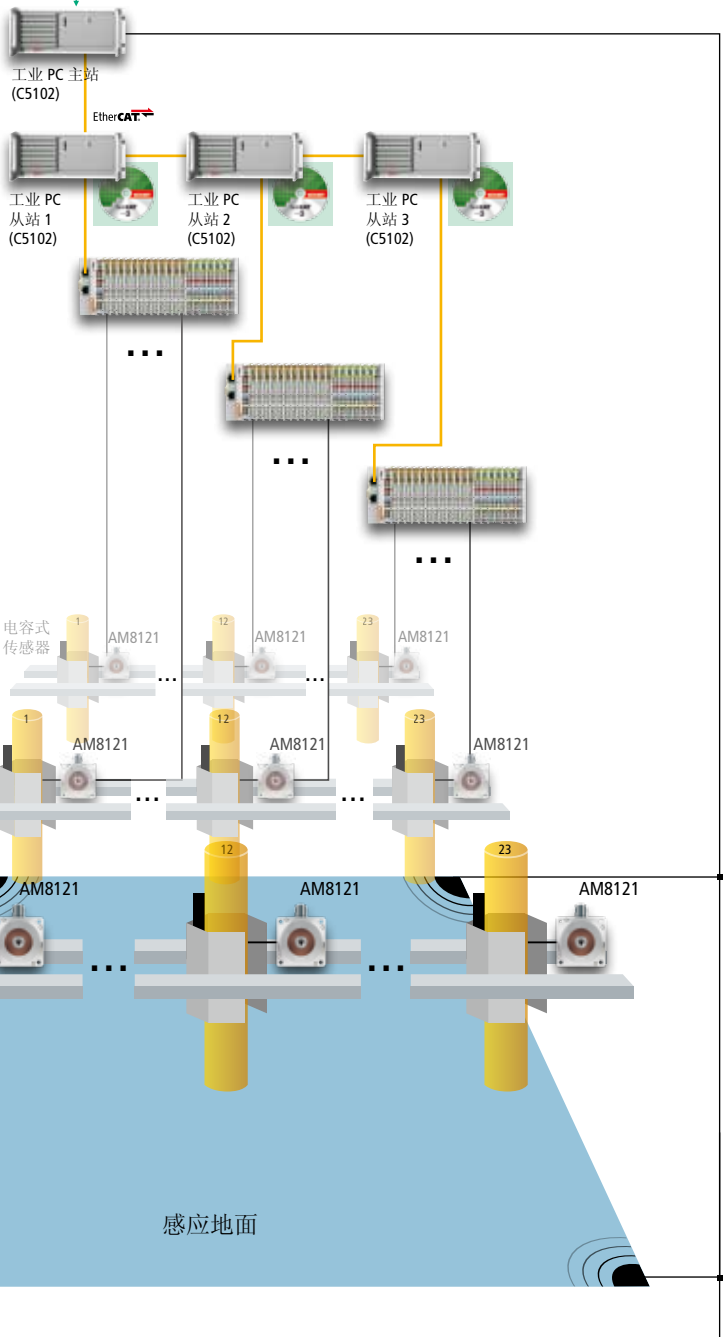 工业 PC 主站
(C5102)
EtherCAT
工业 PC
从站 1
(C5102)
工业 PC
从站 2
(C5102)
工业 PC
从站 3
(C5102)
...
...
...
电容式
传感器
1
AM8121
12
AM8121
23
AM8121
...
...
1
AM8121
12
AM8121
23
AM8121
...
...
12
23
AM8121
AM8121
AM8121
...
...
感应地面